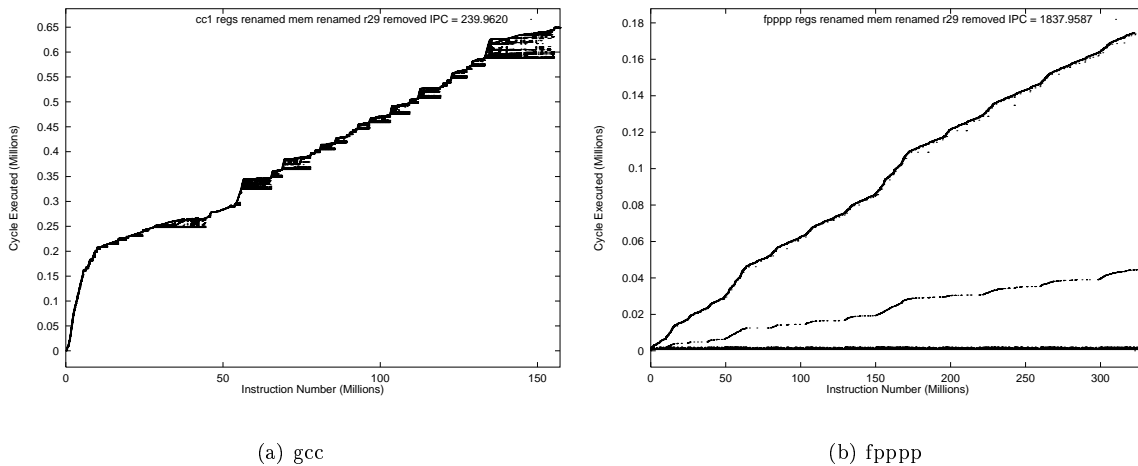 cc1 regs renamed mem renamed r29 removed IPC = 239.9620
0.65
0.6
0.55
0.5
0.45
0.4
0.35
0.3
0.25
0.2
0.15
0.1
0.05
0
Cycle Executed (Millions)
0 50 100 150
Instruction Number (Millions)
(a) gcc
fpppp regs renamed mem renamed r29 removed IPC = 1837.9587
0.18
0.16
0.14
0.12
0.1
0.08
0.06
0.04
0.02
0
Cycle Executed (Millions)
0 50 100 150 200 250 300
Instruction Number (Millions)
(b) fpppp